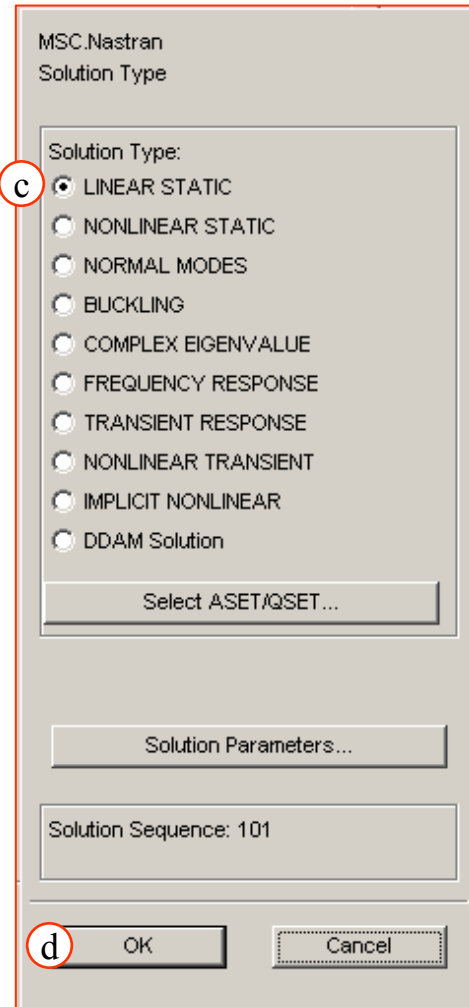 MSC.Nastran
Solution Type
Solution Type:
c LINEAR STATIC
NONLINEAR STATIC
NORMAL MODES
BUCKLING
COMPLEX EIGENVALUE
FREQUENCY RESPONSE
TRANSIENT RESPONSE
NONLINEAR TRANSIENT
IMPLICIT NONLINEAR
DDAM Solution
Select ASET/QSET...
Solution Parameters...
Solution Sequence: 101
d OK Cancel